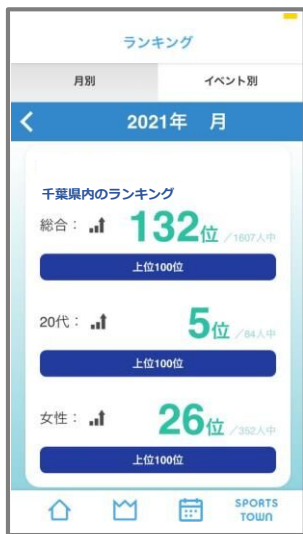 ランキング
月別 イベント別
2021年 月
千葉県内のランキング
総合： 132位 /1607人中
上位100位
20代： 5位 /84人中
上位100位
女性： 26位 /352人中
上位100位
SPORTS
TOWN